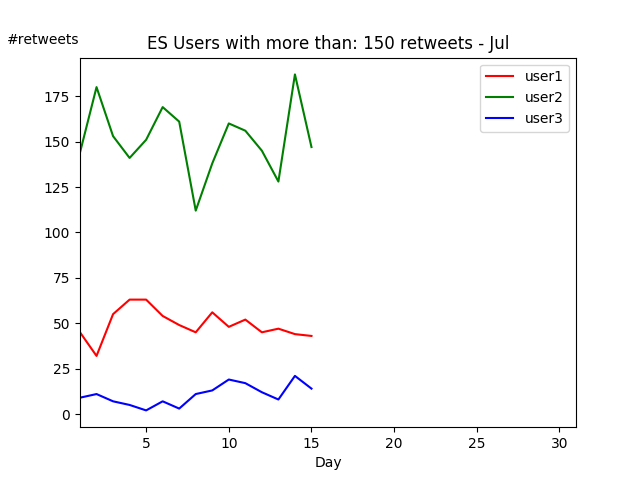 #retweets
ES Users with more than: 150 retweets - Jul
user1
user2
user3
175
150
125
100
75
50
25
0
5 10 15 20 25 30
Day